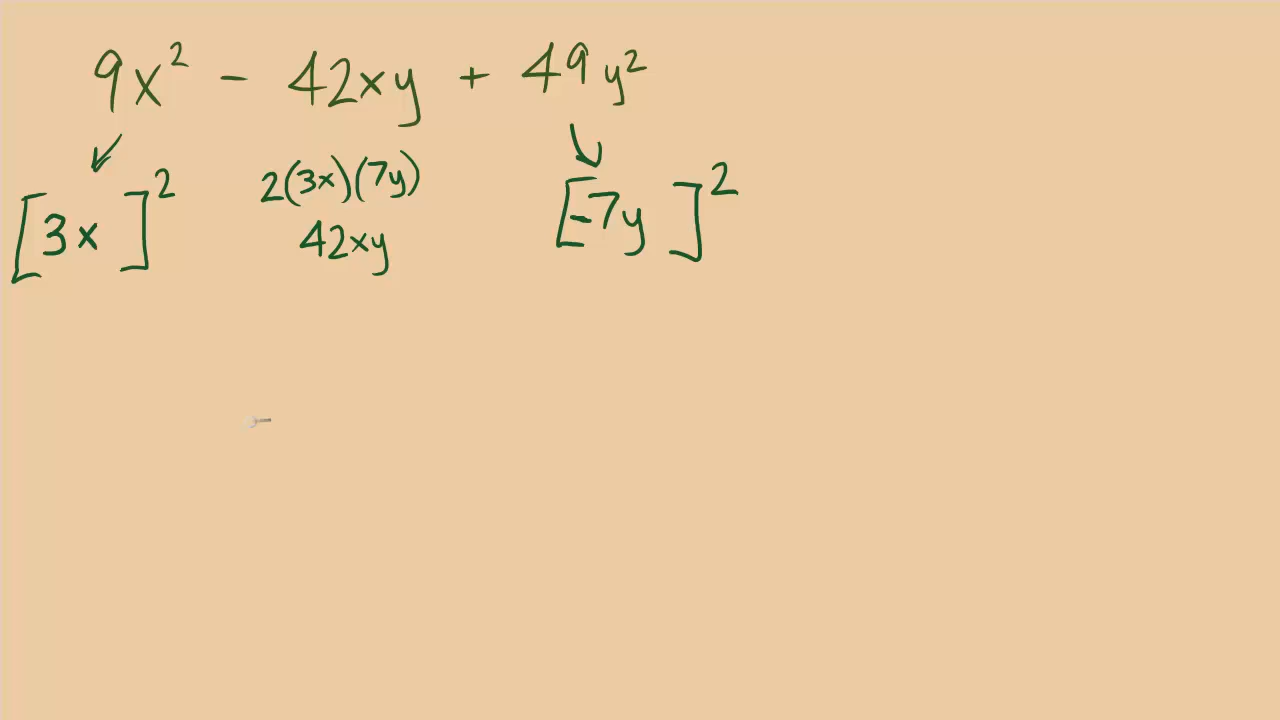 9x² - 42xy + 49y²
2(3x)(7y)
[3x]² 42xy [-7y]²